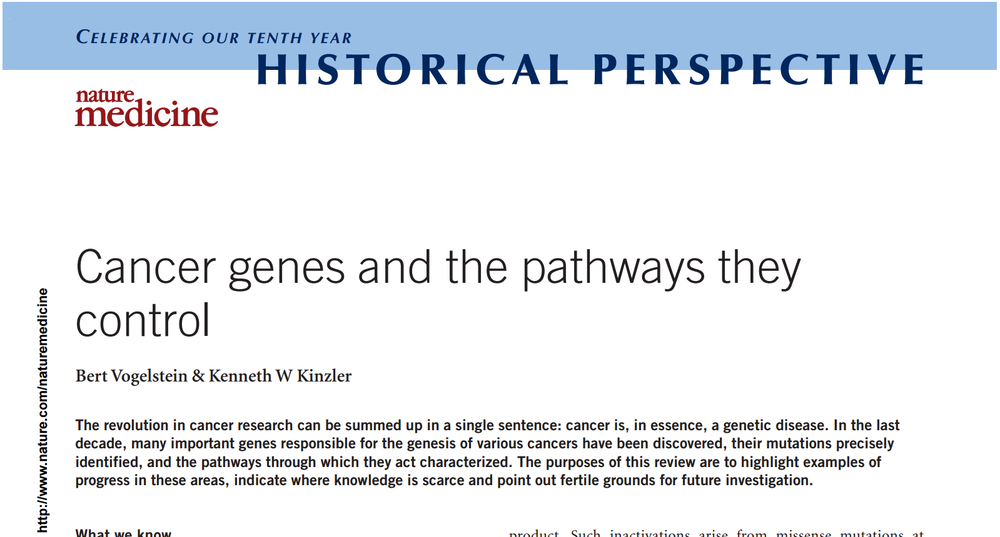 CELEBRATING OUR TENTH YEAR
HISTORICAL PERSPECTIVE
nature
medicine
Cancer genes and the pathways they
control
Bert Vogelstein & Kenneth W Kinzler
The revolution in cancer research can be summed up in a single sentence: cancer is, in essence, a genetic disease. In the last
decade, many important genes responsible for the genesis of various cancers have been discovered, their mutations precisely
identified, and the pathways through which they act characterized. The purposes of this review are to highlight examples of
progress in these areas, indicate where knowledge is scarce and point out fertile grounds for future investigation.
http://www.nature.com/naturemedicine
What we know
product. Such inactivations arise from missense mutations at